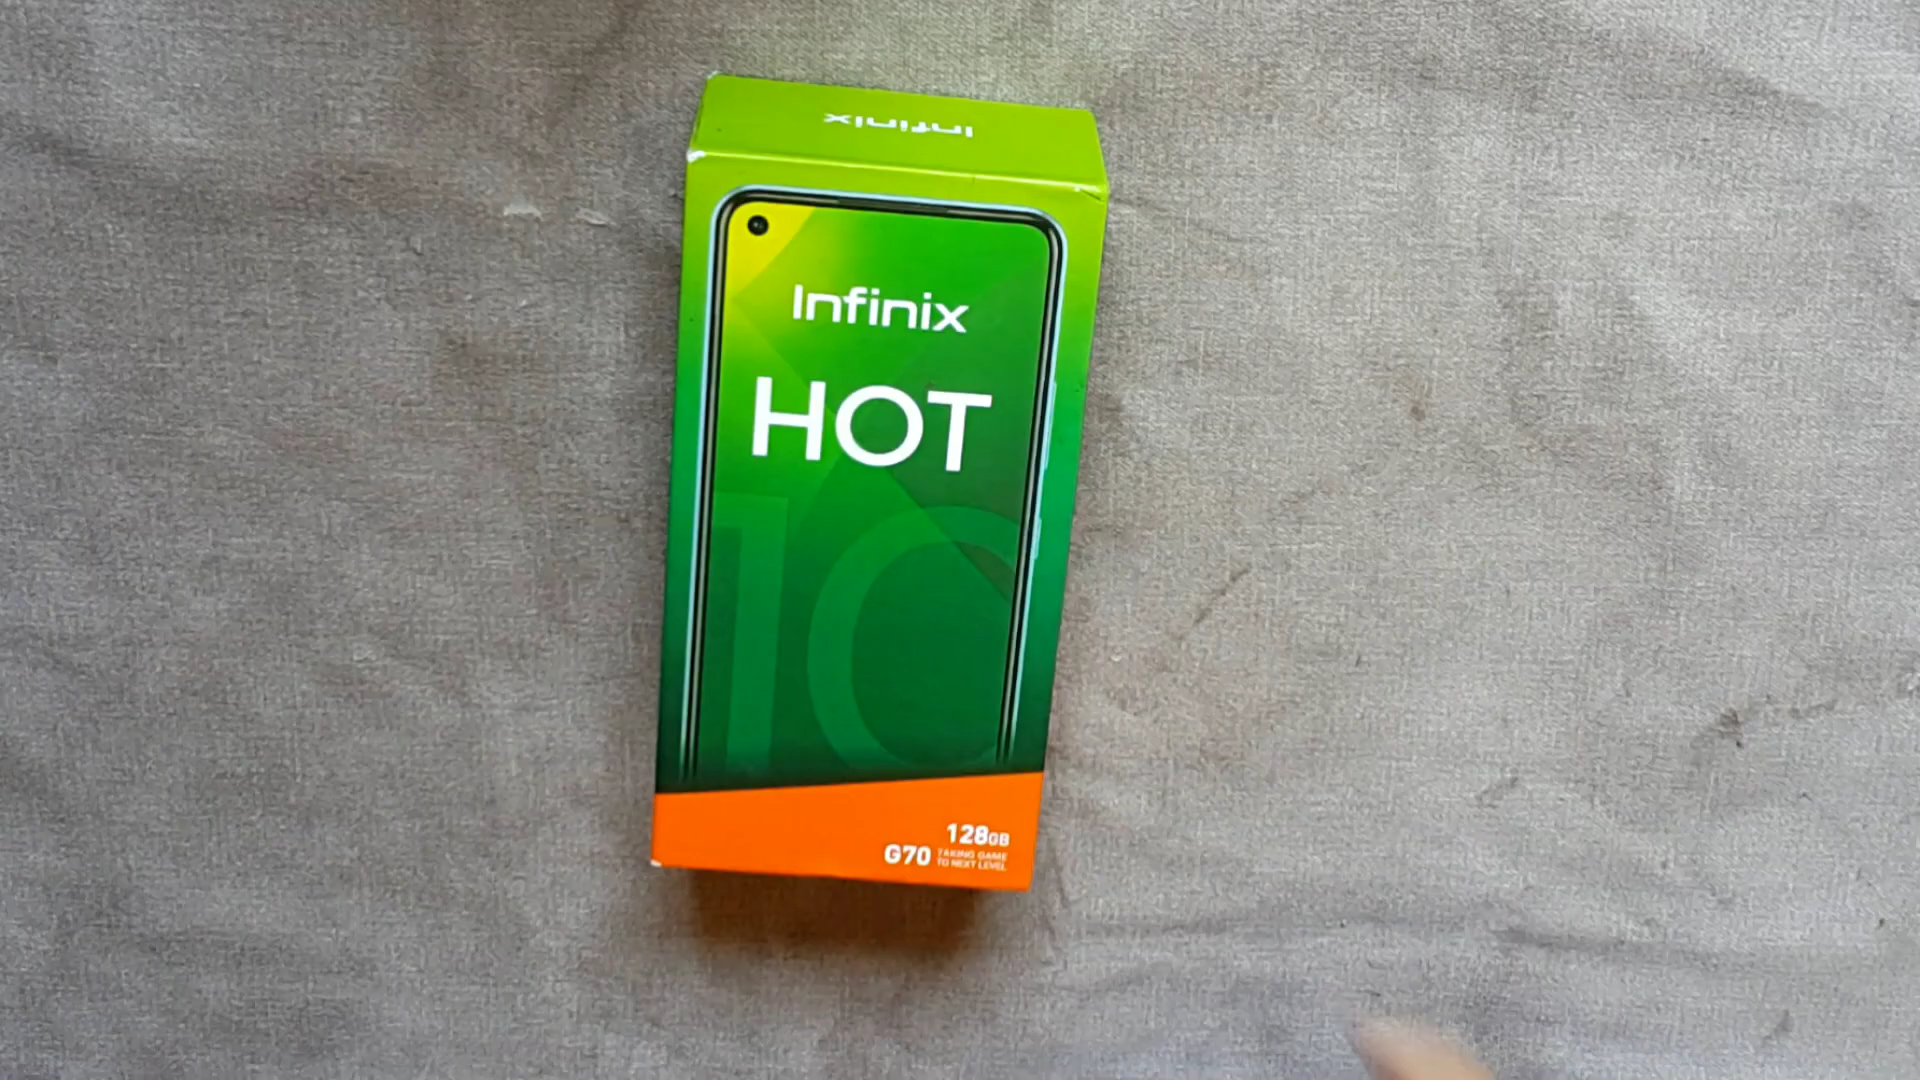 Infinix
Infinix
HOT
10
128GB
G70 TAKING GAME
TO NEXT LEVEL